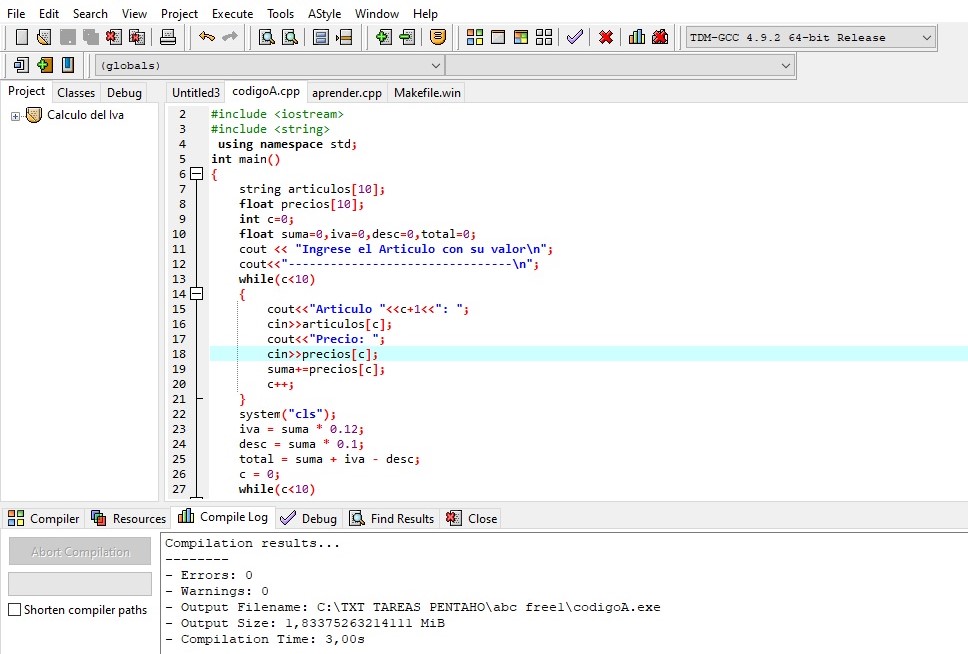 File Edit Search View Project Execute Tools AStyle Window Help
TDM-GCC 4.9.2 64-bit Release
(globals)
Project Classes Debug
Untitled3 codigoA.cpp aprender.cpp Makefile.win
Calculo del Iva
2 #include <iostream>
3 #include <string>
4  using namespace std;
5 int main()
6 {
7     string articulos[10];
8     float precios[10];
9     int c=0;
10     float suma=0,iva=0,desc=0,total=0;
11     cout << "Ingrese el Articulo con su valor\n";
12     cout<<"--------------------------------\n";
13     while(c<10)
14     {
15         cout<<"Articulo "<<c+1<<": ";
16         cin>>articulos[c];
17         cout<<"Precio: ";
18         cin>>precios[c];
19         suma+=precios[c];
20         c++;
21     }
22     system("cls");
23     iva = suma * 0.12;
24     desc = suma * 0.1;
25     total = suma + iva - desc;
26     c = 0;
27     while(c<10)
Compiler Resources Compile Log Debug Find Results Close
Abort Compilation
Shorten compiler paths
Compilation results...
--------
- Errors: 0
- Warnings: 0
- Output Filename: C:\TXT TAREAS PENTAHO\abc free1\codigoA.exe
- Output Size: 1,83375263214111 MiB
- Compilation Time: 3,00s